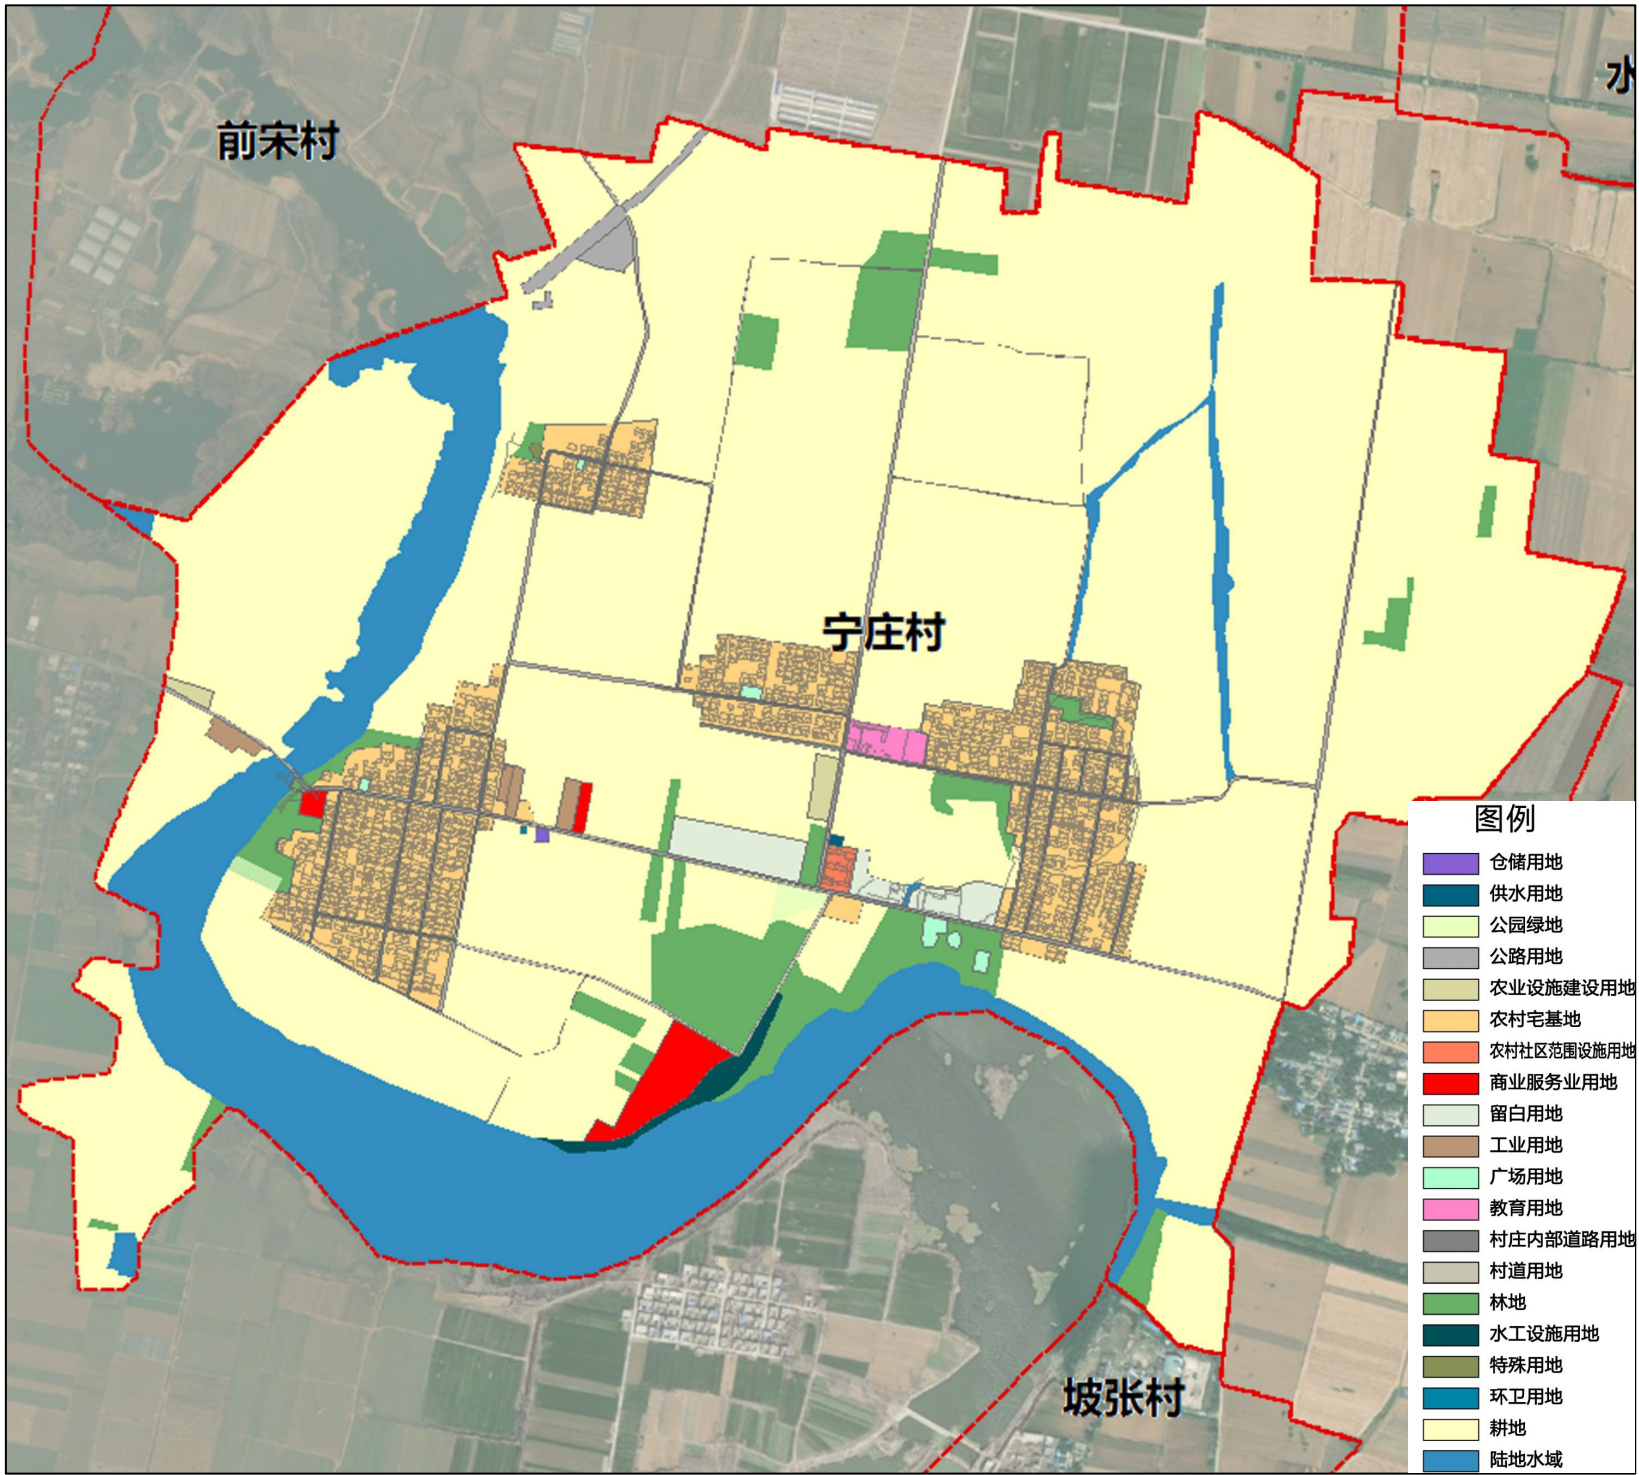 水
前宋村
宁庄村
坡张村
图例
仓储用地
供水用地
公园绿地
公路用地
农业设施建设用地
农村宅基地
农村社区范围设施用地
商业服务业用地
留白用地
工业用地
广场用地
教育用地
村庄内部道路用地
村道用地
林地
水工设施用地
特殊用地
环卫用地
耕地
陆地水域